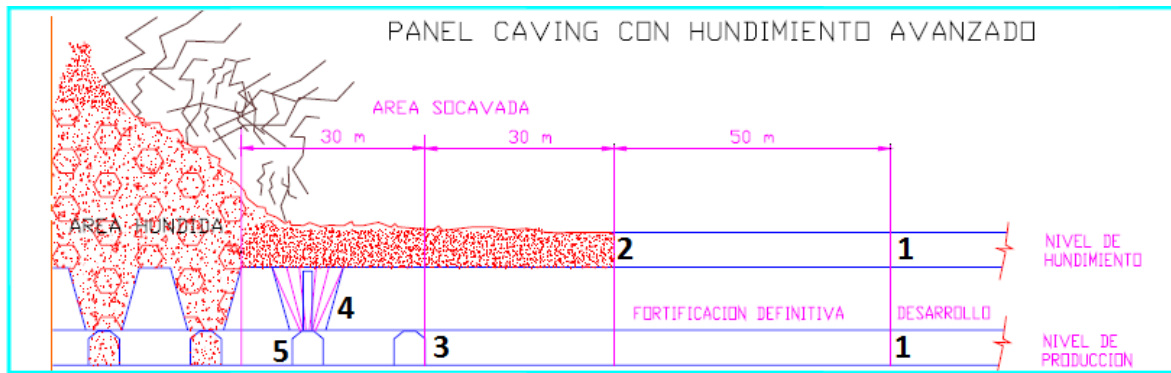 PANEL CAVING CON HUNDIMIENTO AVANZADO
AREA SOCAVADA
30 m
30 m
50 m
AREA HUNDIDA
2
1
NIVEL DE
HUNDIMIENTO
4
FORTIFICACION DEFINITIVA
DESARROLLO
5
3
1
NIVEL DE
PRODUCCION